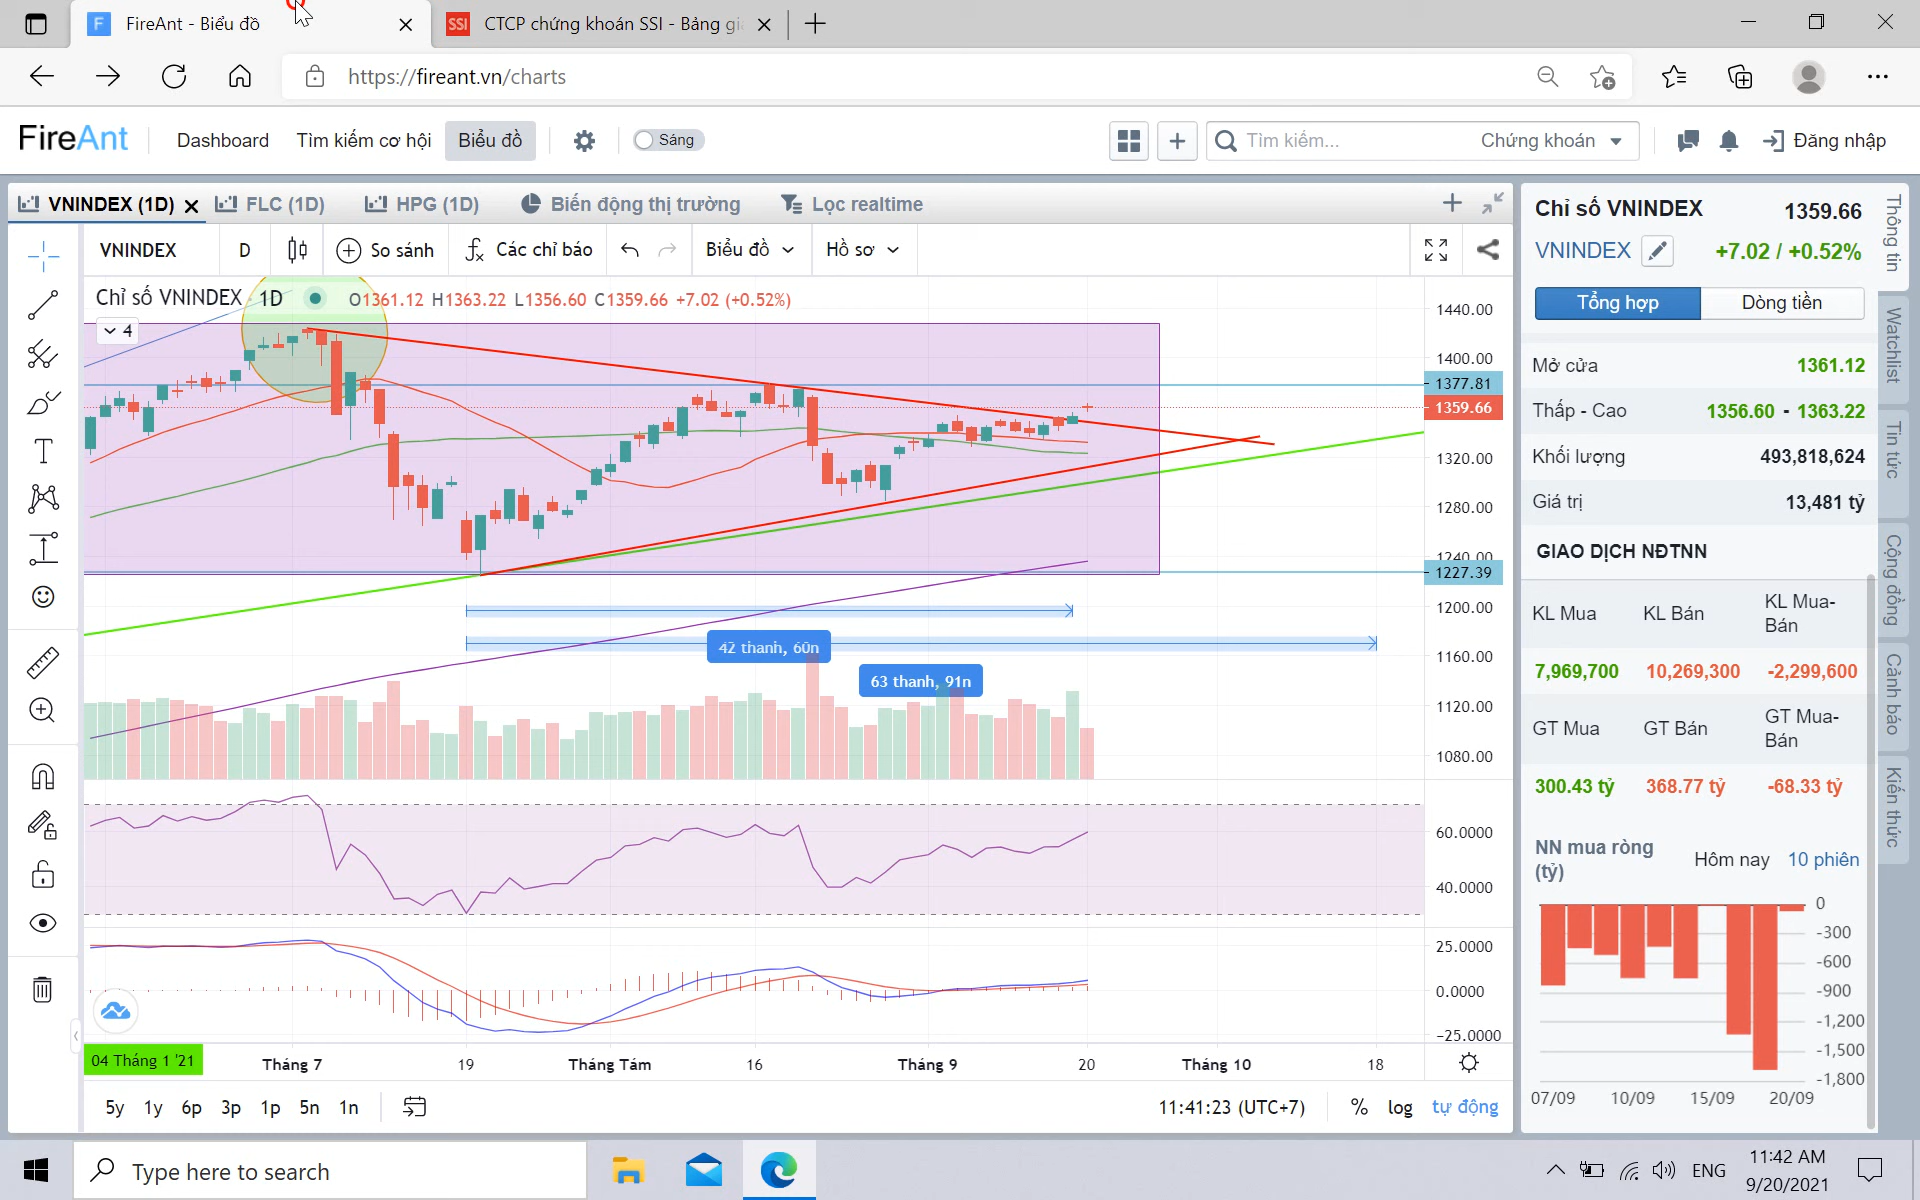 FireAnt - Biểu đồ
CTCP chứng khoán SSI - Bảng gi
https://fireant.vn/charts
FireAnt
Dashboard
Tìm kiếm cơ hội
Biểu đồ
Sáng
Tìm kiếm...
Chứng khoán
Đăng nhập
VNINDEX (1D)
FLC (1D)
HPG (1D)
Biến động thị trường
Lọc realtime
VNINDEX
D
So sánh
Các chỉ báo
Biểu đồ
Hồ sơ
Chỉ số VNINDEX 1D O1361.12 H1363.22 L1356.60 C1359.66 +7.02 (+0.52%)
4
1440.00
1400.00
1377.81
1359.66
1320.00
1280.00
1240.00
1227.39
1200.00
1160.00
1120.00
1080.00
42 thanh, 60n
63 thanh, 91n
60.0000
40.0000
25.0000
0.0000
-25.0000
04 Tháng 1 '21
Tháng 7
19
Tháng Tám
16
Tháng 9
20
Tháng 10
18
5y 1y 6p 3p 1p 5n 1n
11:41:23 (UTC+7)
% log tự động
Chỉ số VNINDEX 1359.66
VNINDEX +7.02 / +0.52%
Tổng hợp Dòng tiền
Mở cửa 1361.12
Thấp - Cao 1356.60 - 1363.22
Khối lượng 493,818,624
Giá trị 13,481 tỷ
GIAO DỊCH NĐTNN
KL Mua KL Bán KL Mua-
Bán
7,969,700 10,269,300 -2,299,600
GT Mua GT Bán GT Mua-
Bán
300.43 tỷ 368.77 tỷ -68.33 tỷ
NN mua ròng
(tỷ)
Hôm nay 10 phiên
0
-300
-600
-900
-1,200
-1,500
-1,800
07/09 10/09 15/09 20/09
Thông tin
Watchlist
Tin tức
Cộng đồng
Cảnh báo
Kiến thức
Type here to search
ENG
11:42 AM
9/20/2021